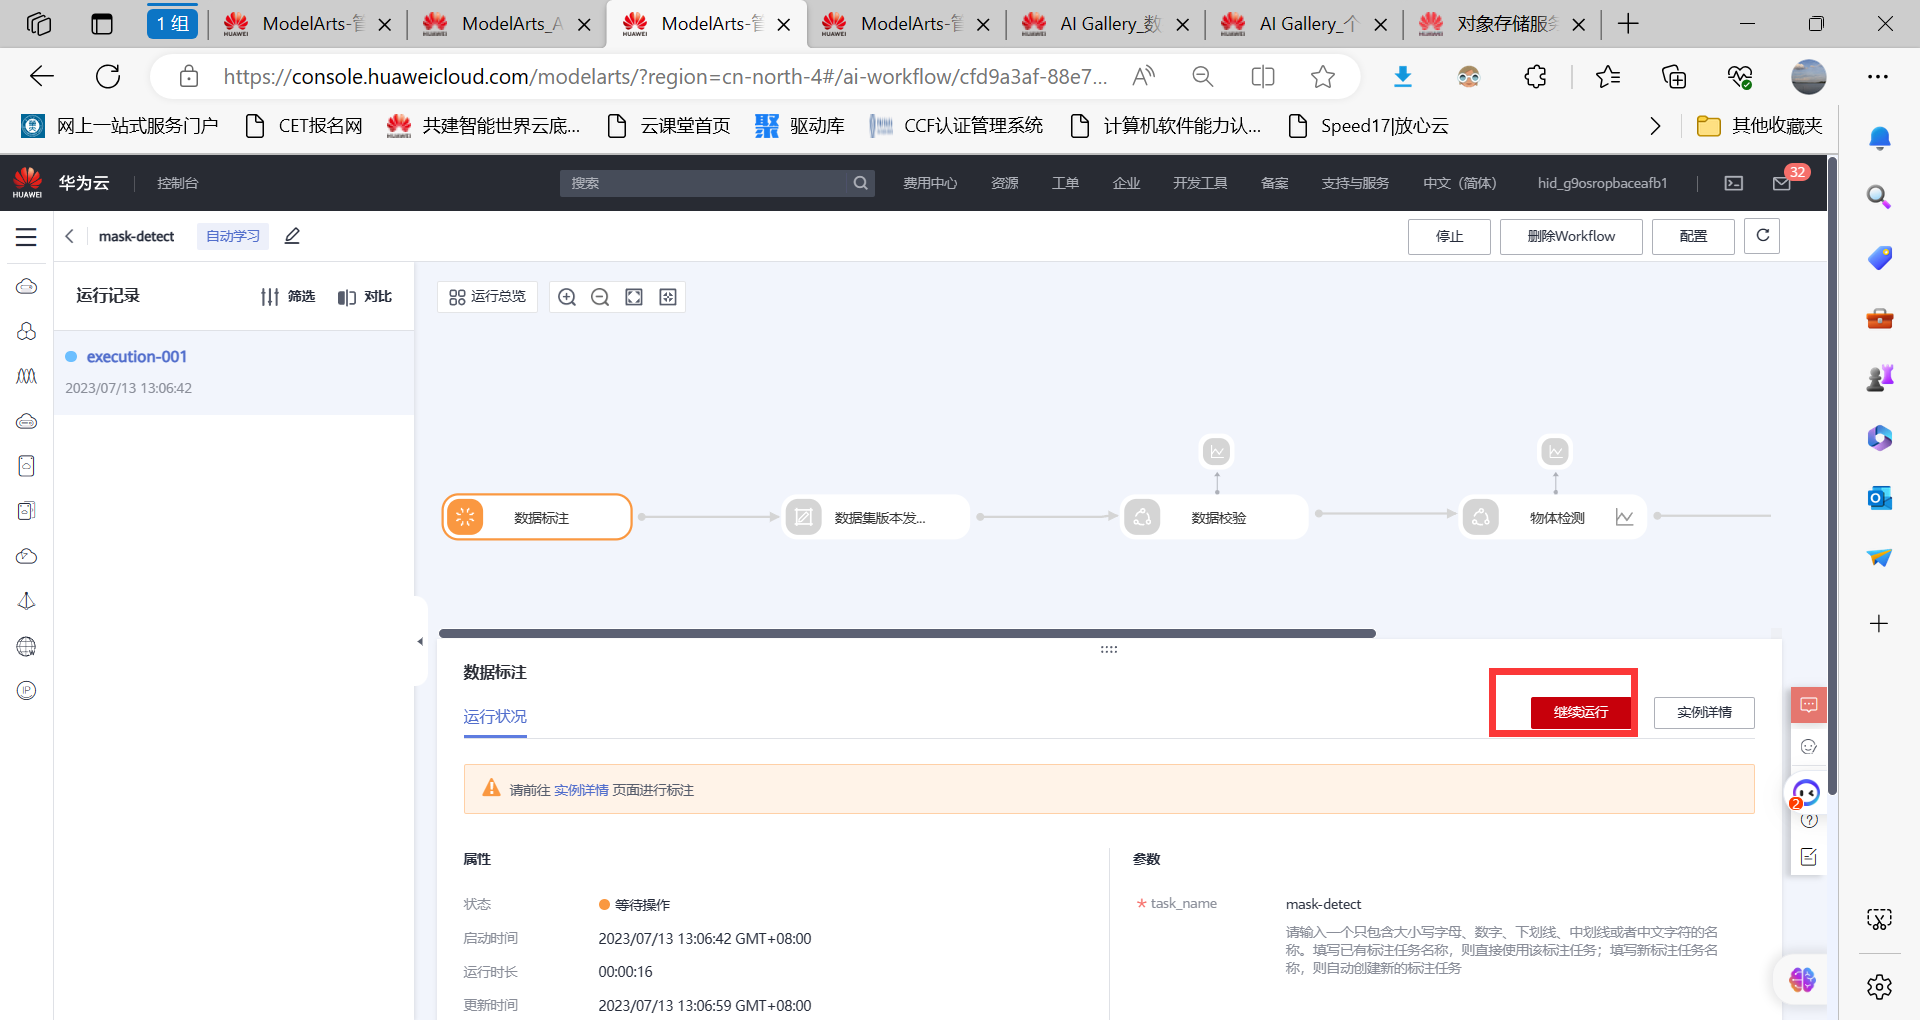 1 组
ModelArts-管
ModelArts_A
ModelArts-管
ModelArts-管
AI Gallery_数
AI Gallery_个
对象存储服务
https://console.huaweicloud.com/modelarts/?region=cn-north-4#/ai-workflow/cfd9a3af-88e7...
网上一站式服务门户
CET报名网
共建智能世界云底...
云课堂首页
驱动库
CCF认证管理系统
计算机软件能力认...
Speed17|放心云
其他收藏夹
HUAWEI
华为云
控制台
搜索
费用中心
资源
工单
企业
开发工具
备案
支持与服务
中文（简体）
hid_g9osropbaceafb1
32
mask-detect
自动学习
停止
删除Workflow
配置
运行记录
筛选
对比
运行总览
execution-001
2023/07/13 13:06:42
数据标注
数据集版本发...
数据校验
物体检测
数据标注
运行状况
继续运行
实例详情
请前往 实例详情 页面进行标注
属性
参数
状态
等待操作
* task_name
mask-detect
启动时间
2023/07/13 13:06:42 GMT+08:00
请输入一个只包含大小写字母、数字、下划线、中划线或者中文字符的名
称。填写已有标注任务名称，则直接使用该标注任务；填写新标注任务名
称，则自动创建新的标注任务
运行时长
00:00:16
更新时间
2023/07/13 13:06:59 GMT+08:00
2